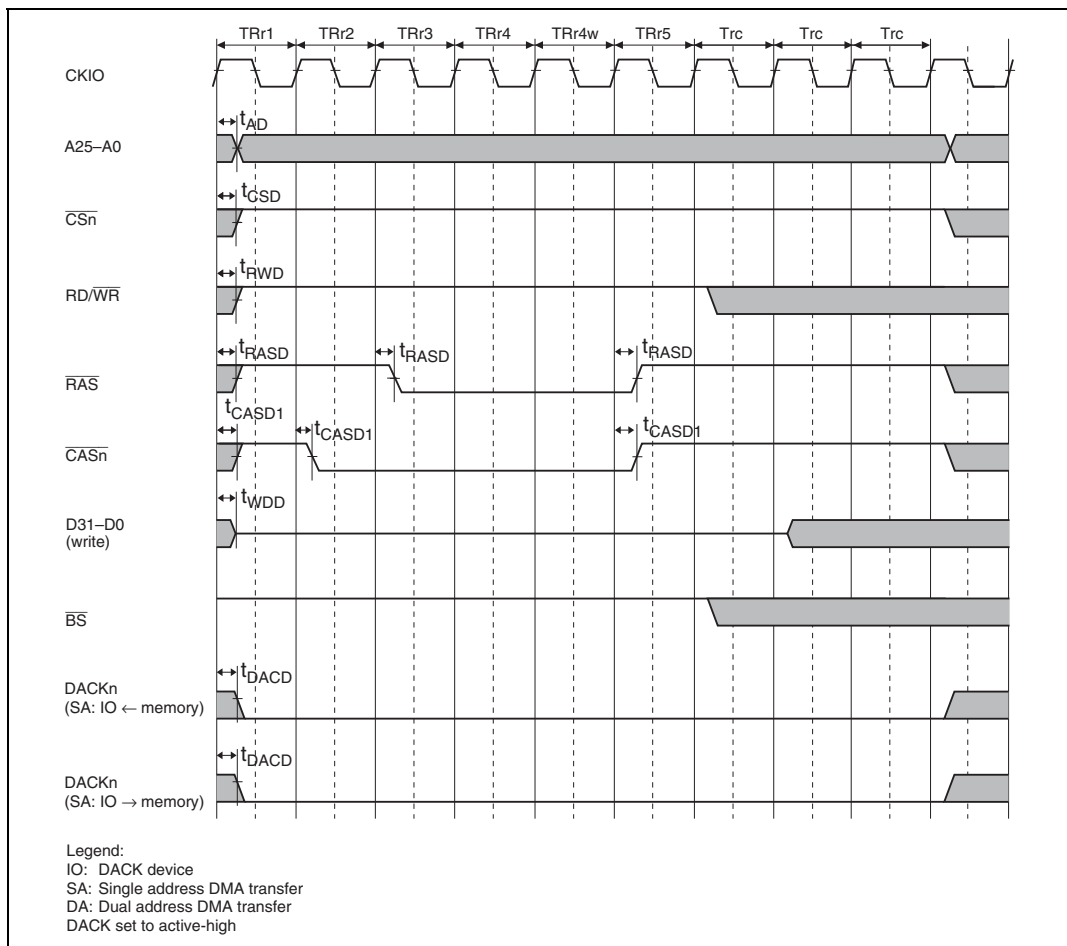 TRr1 TRr2 TRr3 TRr4 TRr4w TRr5 Trc Trc Trc
CKIO
tAD
A25–A0
tCSD
CSn
tRWD
RD/WR
tRASD tRASD tRASD
RAS
tCASD1 tCASD1 tCASD1
CASn
tWDD
D31–D0
(write)
BS
tDACD
DACKn
(SA: IO ← memory)
tDACD
DACKn
(SA: IO → memory)
Legend:
IO: DACK device
SA: Single address DMA transfer
DA: Dual address DMA transfer
DACK set to active-high